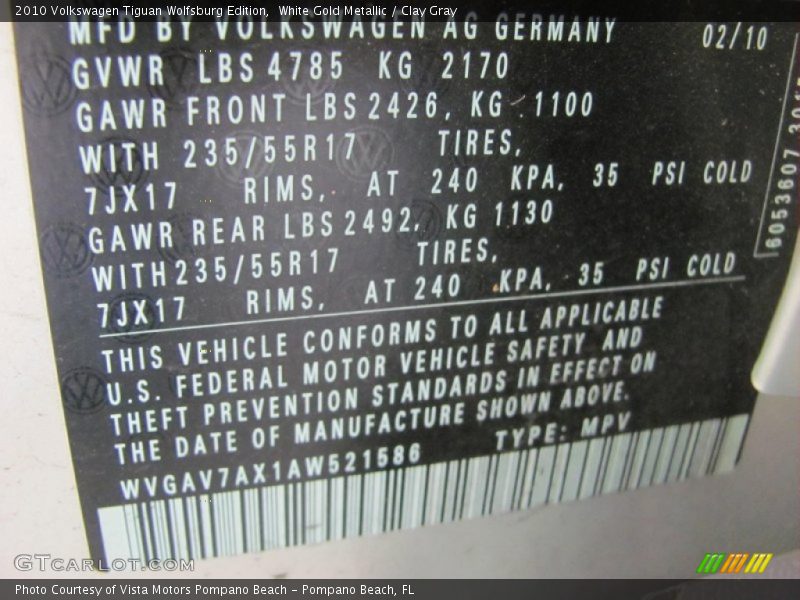 2010 Volkswagen Tiguan Wolfsburg Edition, White Gold Metallic / Clay Gray
MFD BY VOLKSWAGEN AG GERMANY 02/10
GVWR LBS 4785 KG 2170
GAWR FRONT LBS 2426, KG 1100
WITH 235/55R17 TIRES,
7JX17 RIMS, AT 240 KPA, 35 PSI COLD
GAWR REAR LBS 2492, KG 1130
WITH 235/55R17 TIRES,
7JX17 RIMS, AT 240 KPA, 35 PSI COLD
THIS VEHICLE CONFORMS TO ALL APPLICABLE
U.S. FEDERAL MOTOR VEHICLE SAFETY AND
THEFT PREVENTION STANDARDS IN EFFECT ON
THE DATE OF MANUFACTURE SHOWN ABOVE.
WVGAV7AX1AW521586 TYPE: MPV
6053607
GTcarlot.com
Photo Courtesy of Vista Motors Pompano Beach - Pompano Beach, FL